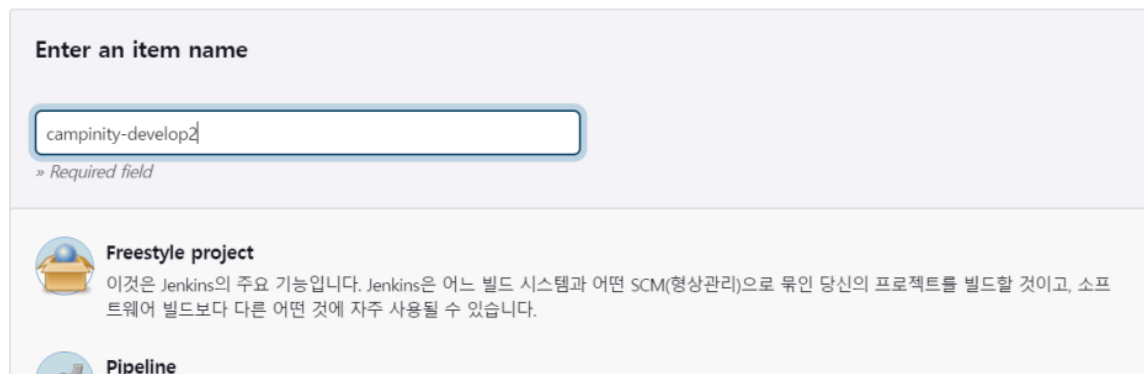 Enter an item name
campinity-develop2
» Required field
Freestyle project
이것은 Jenkins의 주요 기능입니다. Jenkins은 어느 빌드 시스템과 어떤 SCM(형상관리)으로 묶인 당신의 프로젝트를 빌드할 것이고, 소프
트웨어 빌드보다 다른 어떤 것에 자주 사용될 수 있습니다.
Pipeline